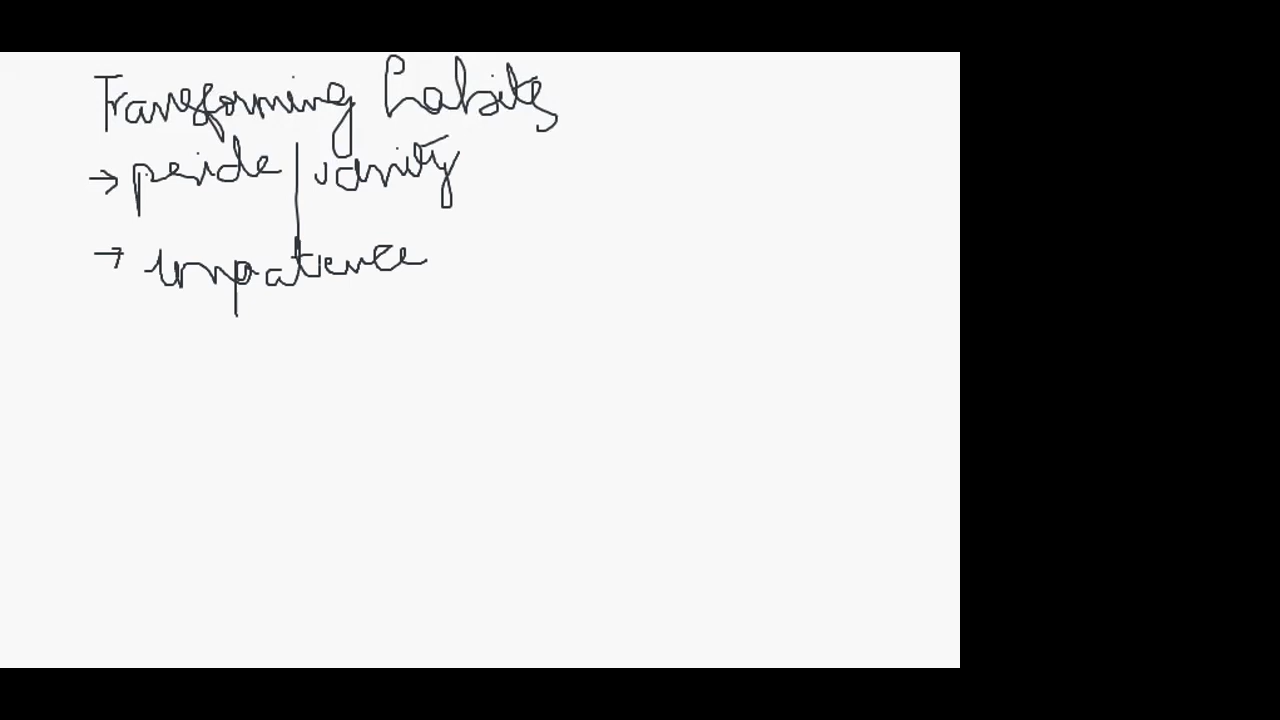 Transforming habits
→ pride | vanity
→ impatience